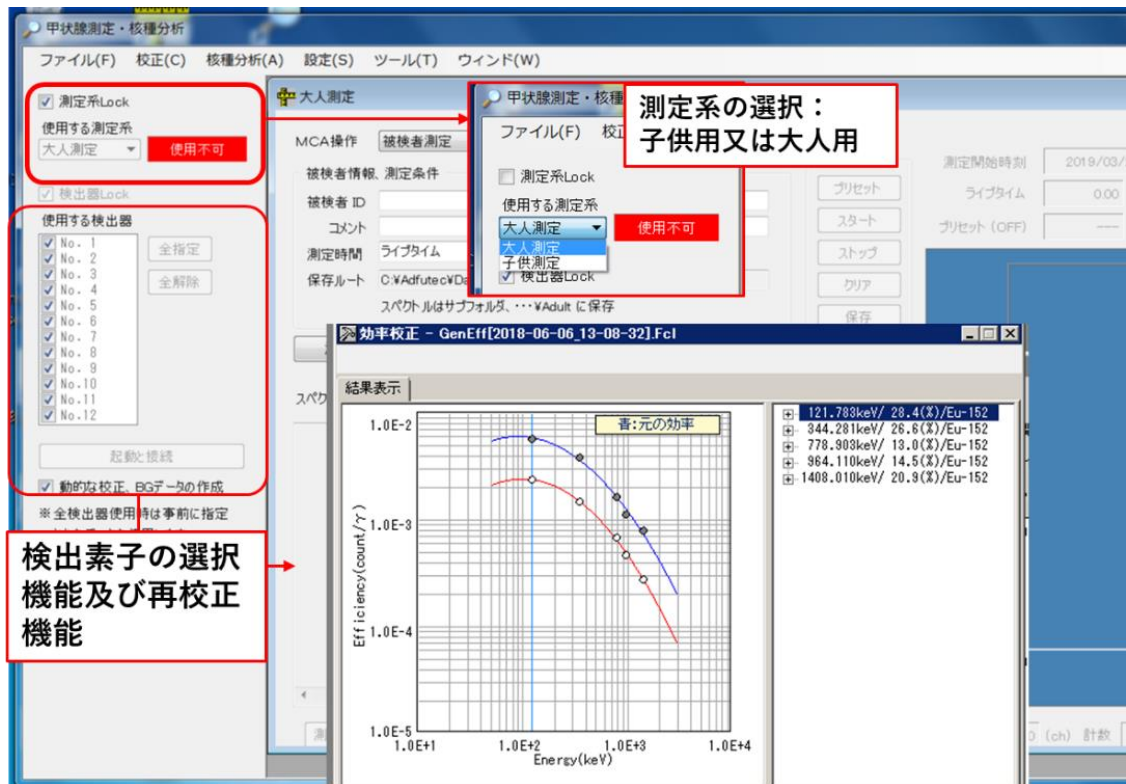 甲状腺測定・核種分析
ファイル(F) 校正(C) 核種分析(A) 設定(S) ツール(T) ウィンド(W)
測定系Lock
使用する測定系
大人測定
使用不可
検出器Lock
使用する検出器
No. 1
No. 2
No. 3
No. 4
No. 5
No. 6
No. 7
No. 8
No. 9
No.10
No.11
No.12
全指定
全解除
起動と接続
動的な校正、BGデータの作成
※全検出器使用時は事前に指定
検出素子の選択
機能及び再校正
機能
大人測定
MCA操作 被検者測定
被検者情報、測定条件
被検者 ID
コメント
測定時間 ライブタイム
保存ルート C:¥Adfutec¥Da
スペクトルはサブフォルダ、・・・¥Adult に保存
スペク
甲状腺測定・核種
ファイル(F) 校正
測定系Lock
使用する測定系
大人測定
使用不可
大人測定
子供測定
検出器Lock
測定系の選択：
子供用又は大人用
プリセット
スタート
ストップ
クリア
保存
測定開始時刻 2019/03/
ライブタイム 0.00
プリセット (OFF) ---
効率校正 - GenEff[2018-06-06_13-08-32].Fcl
結果表示
青:元の効率
1.0E-2
1.0E-3
1.0E-4
1.0E-5
Efficiency(count/γ)
1.0E+1 1.0E+2 1.0E+3 1.0E+4
Energy(keV)
121.783keV/ 28.4(%)/Eu-152
344.281keV/ 26.6(%)/Eu-152
778.903keV/ 13.0(%)/Eu-152
964.110keV/ 14.5(%)/Eu-152
1408.010keV/ 20.9(%)/Eu-152
測
(ch) 計数